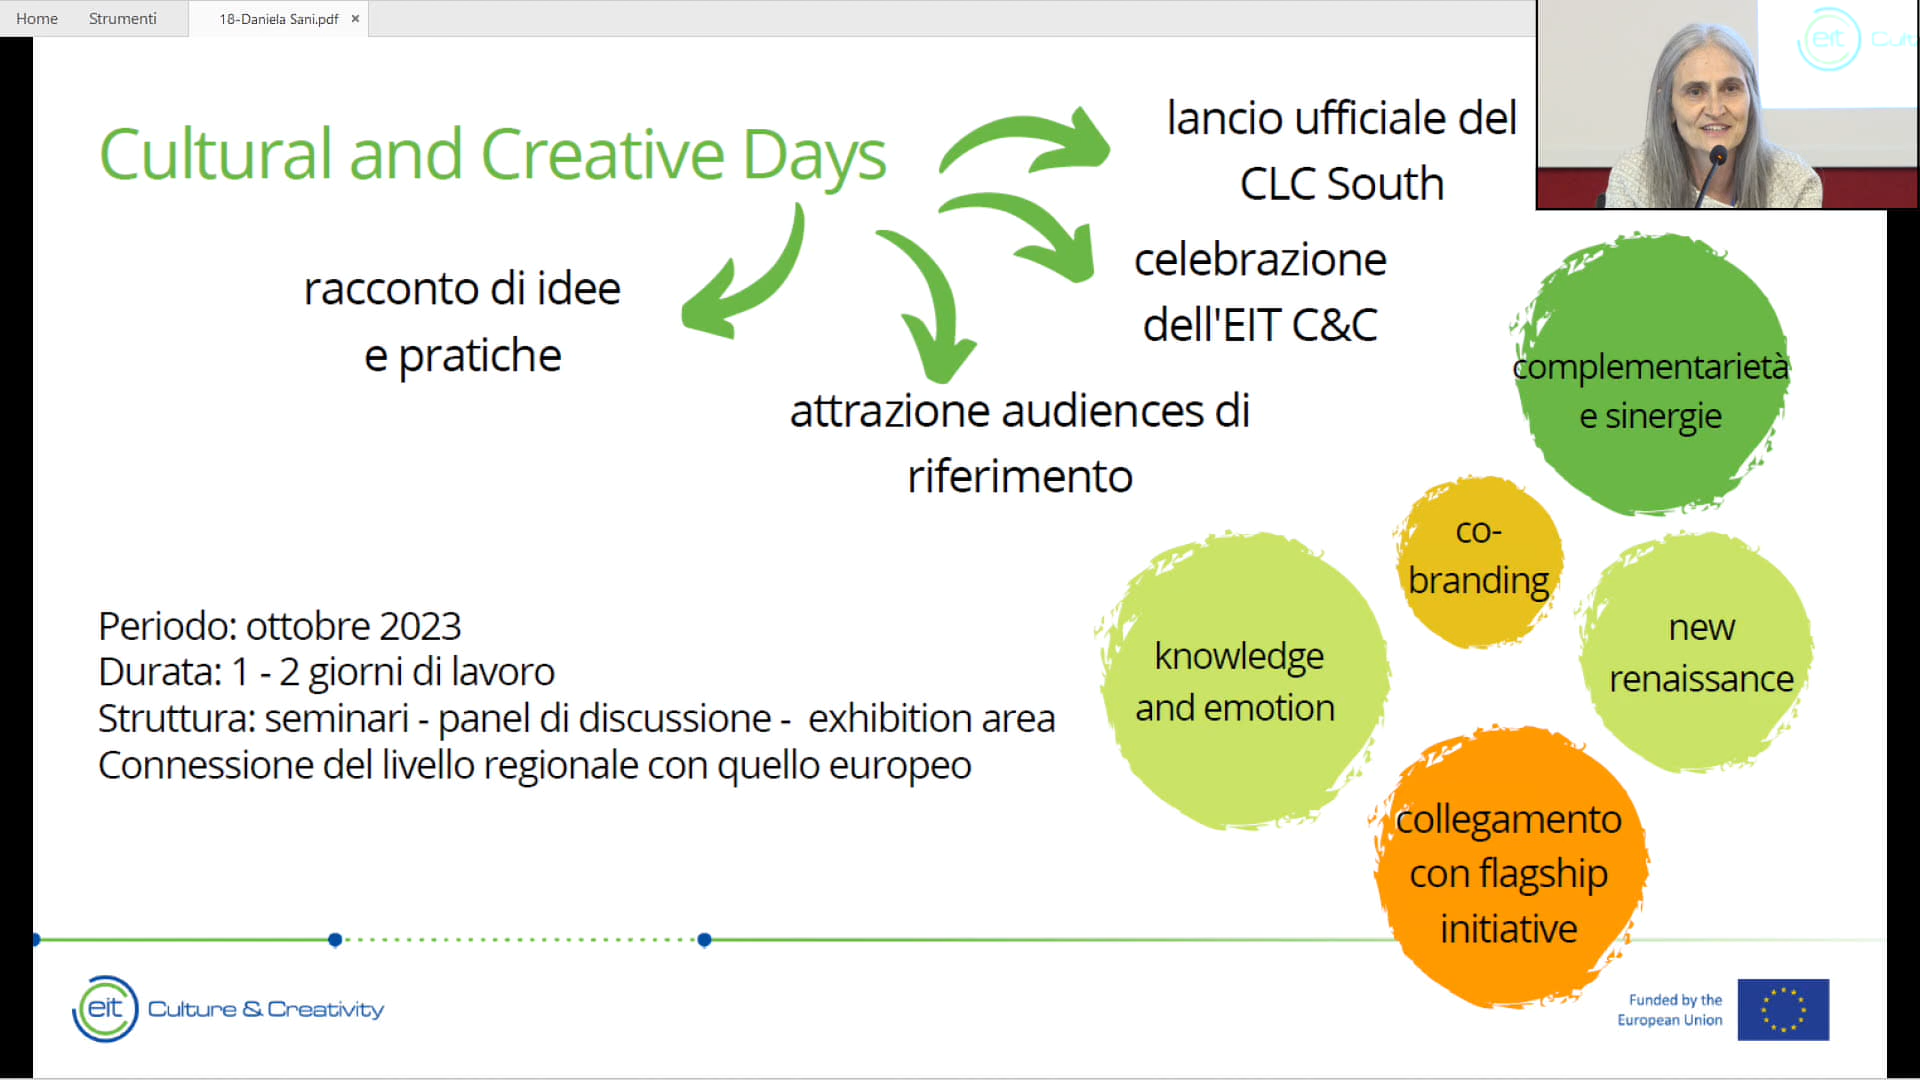 Home Strumenti 18-Daniela Sani.pdf ×
eit Cult
Cultural and Creative Days
lancio ufficiale del
CLC South
celebrazione
dell'EIT C&C
racconto di idee
e pratiche
attrazione audiences di
riferimento
complementarietà
e sinergie
co-
branding
new
renaissance
knowledge
and emotion
collegamento
con flagship
initiative
Periodo: ottobre 2023
Durata: 1 - 2 giorni di lavoro
Struttura: seminari - panel di discussione - exhibition area
Connessione del livello regionale con quello europeo
eit Culture & Creativity
Funded by the
European Union